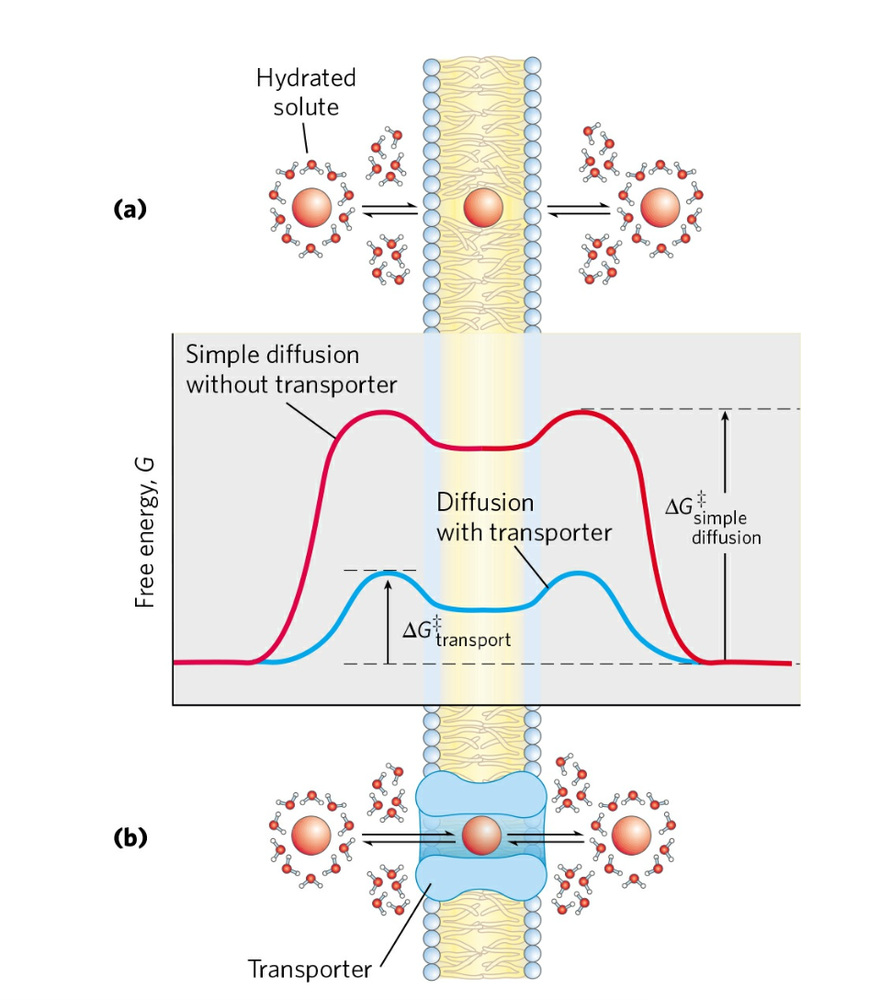 Hydrated
solute
(a)
Simple diffusion
without transporter
Free energy, G
Diffusion
with transporter
ΔG‡simple
diffusion
ΔG‡transport
(b)
Transporter